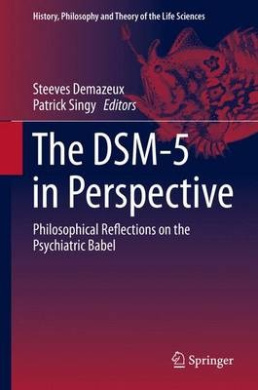 History, Philosophy and Theory of the Life Sciences
Steeves Demazeux
Patrick Singy Editors
The DSM-5
in Perspective
Philosophical Reflections on the
Psychiatric Babel
Springer